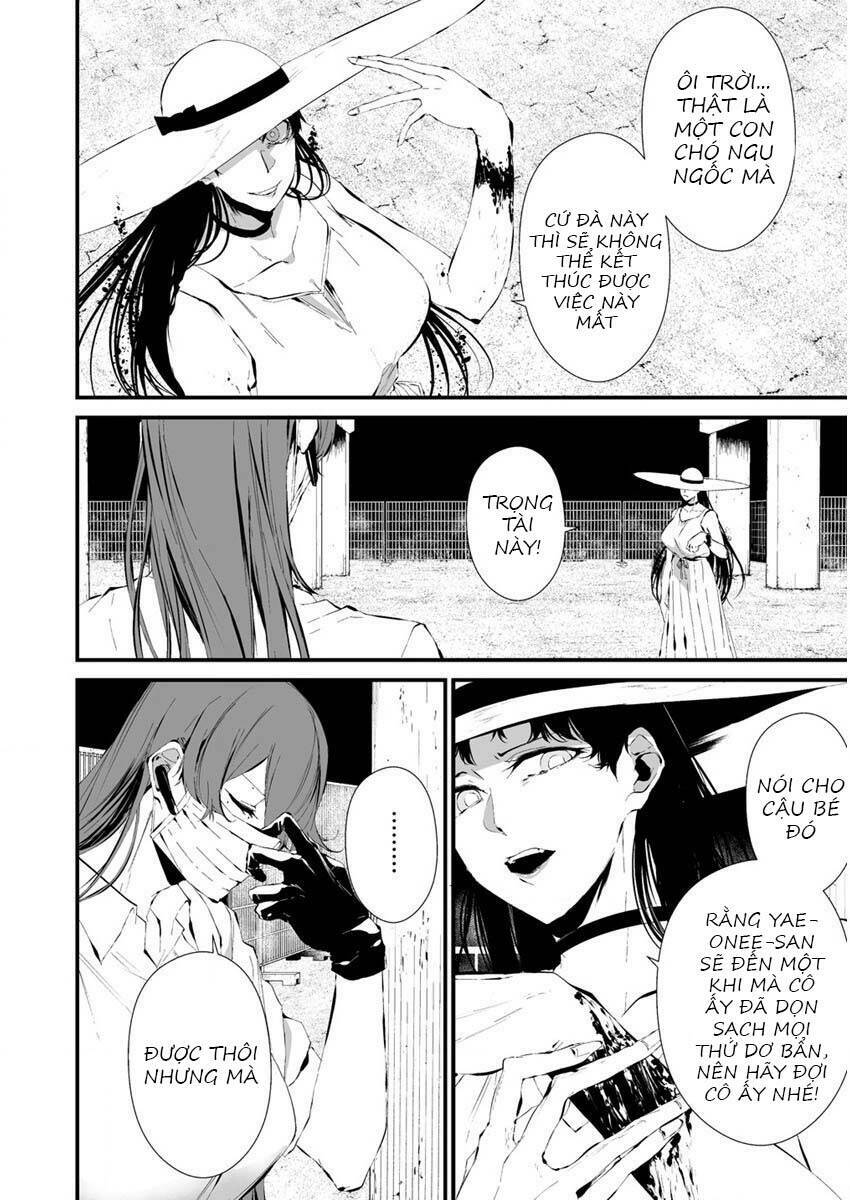 ÔI TRỜI...
THẬT LÀ
MỘT CON
CHÓ NGU
NGỐC MÀ
CỨ ĐÀ NÀY
THÌ SẼ KHÔNG
THỂ KẾT
THÚC ĐƯỢC
VIỆC NÀY
MẤT
TRỌNG
TÀI
NÀY!
NÓI CHO
CẬU BÉ
ĐÓ
RẰNG YAE-
ONEE-SAN
SẼ ĐẾN MỘT
KHI MÀ CÔ
ẤY ĐÃ DỌN
SẠCH MỌI
THỨ DƠ BẨN,
NÊN HÃY ĐỢI
CÔ ẤY NHÉ!
........
ĐƯỢC THÔI
NHƯNG MÀ